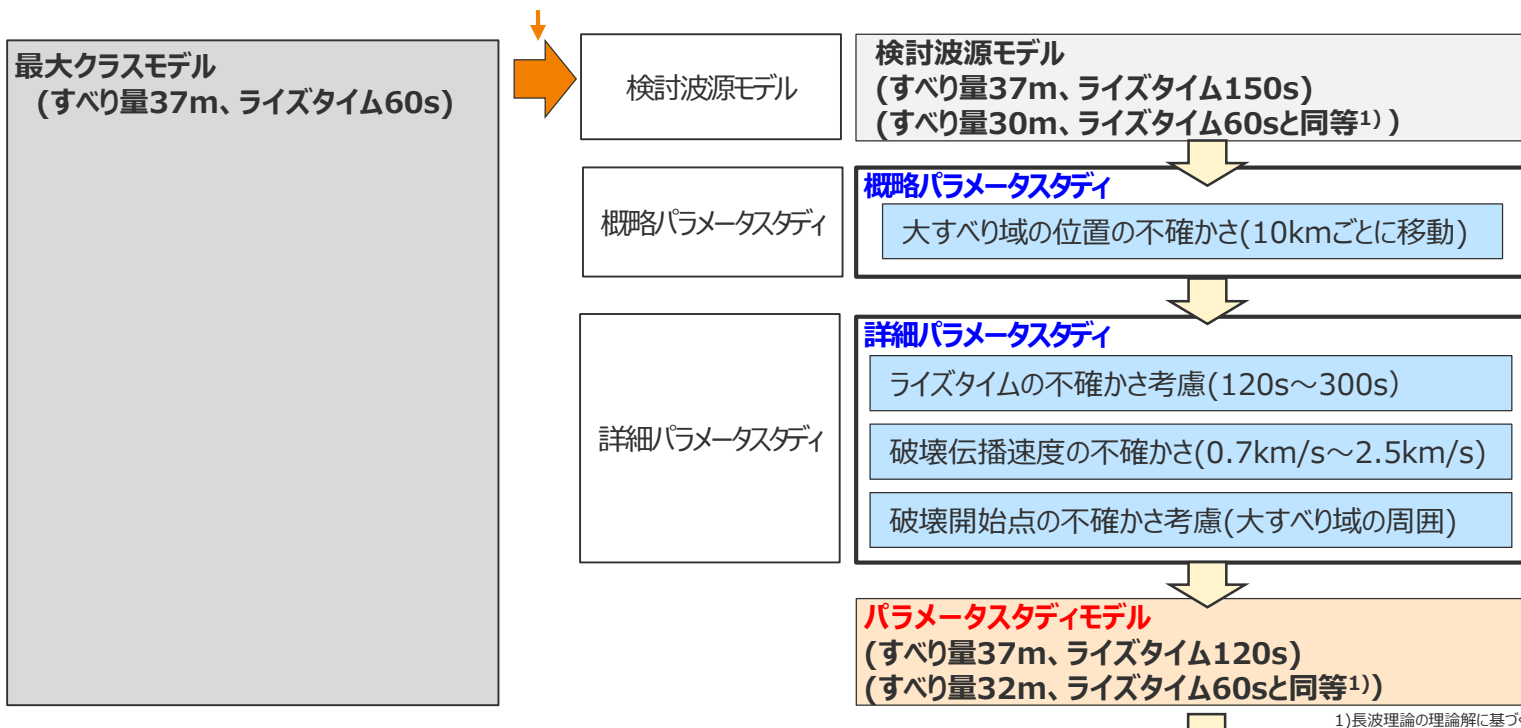 最大クラスモデル
(すべり量37m、ライズタイム60s)
検討波源モデル
検討波源モデル
(すべり量37m、ライズタイム150s)
(すべり量30m、ライズタイム60sと同等1))
概略パラメータスタディ
概略パラメータスタディ
大すべり域の位置の不確かさ(10kmごとに移動)
詳細パラメータスタディ
詳細パラメータスタディ
ライズタイムの不確かさ考慮(120s～300s)
破壊伝播速度の不確かさ(0.7km/s～2.5km/s)
破壊開始点の不確かさ考慮(大すべり域の周囲)
パラメータスタディモデル
(すべり量37m、ライズタイム120s)
(すべり量32m、ライズタイム60sと同等1))
1)長波理論の理論解に基づ